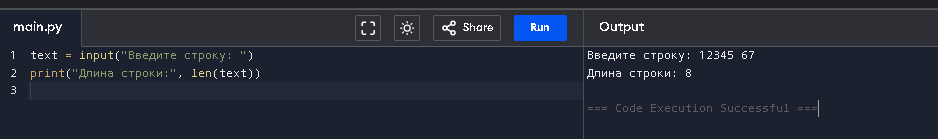 main.py Share Run Output
1 text = input("Введите строку: ")
2 print("Длина строки:", len(text))
3
Введите строку: 12345 67
Длина строки: 8
=== Code Execution Successful ===